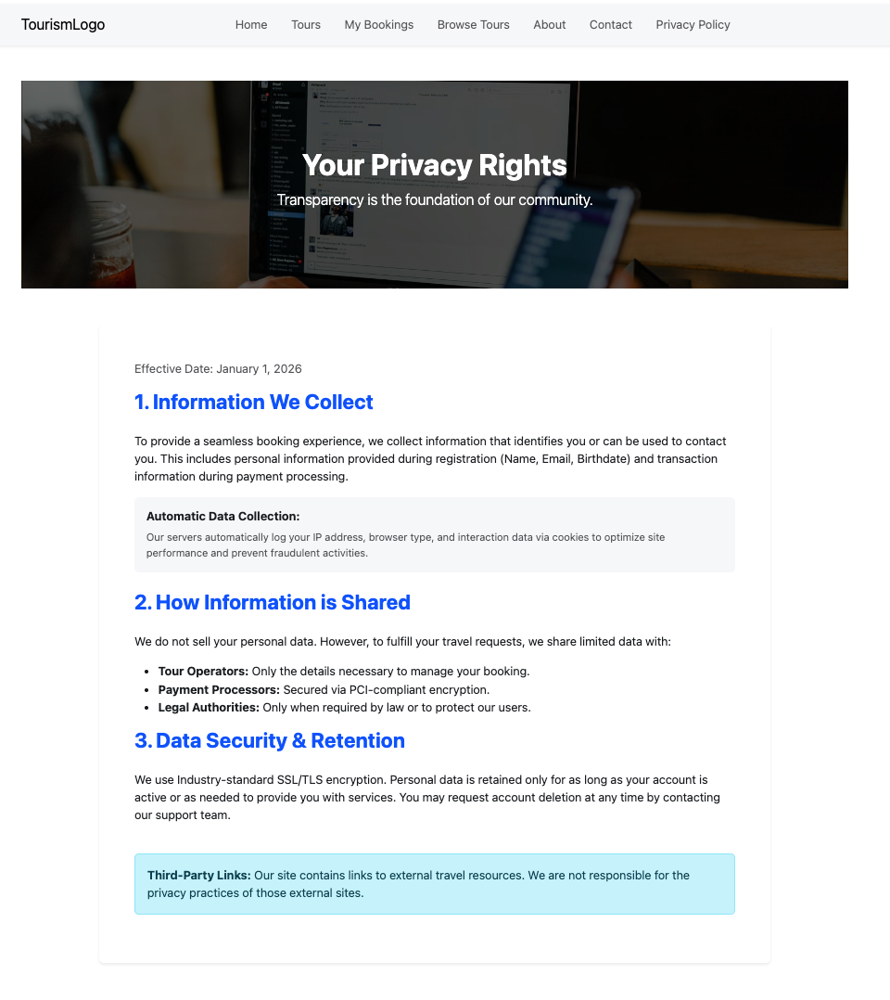 TourismLogo
Home Tours My Bookings Browse Tours About Contact Privacy Policy
Your Privacy Rights
Transparency is the foundation of our community.
Effective Date: January 1, 2026
1. Information We Collect
To provide a seamless booking experience, we collect information that identifies you or can be used to contact
you. This includes personal information provided during registration (Name, Email, Birthdate) and transaction
information during payment processing.
Automatic Data Collection:
Our servers automatically log your IP address, browser type, and interaction data via cookies to optimize site
performance and prevent fraudulent activities.
2. How Information is Shared
We do not sell your personal data. However, to fulfill your travel requests, we share limited data with:
• Tour Operators: Only the details necessary to manage your booking.
• Payment Processors: Secured via PCI-compliant encryption.
• Legal Authorities: Only when required by law or to protect our users.
3. Data Security & Retention
We use Industry-standard SSL/TLS encryption. Personal data is retained only for as long as your account is
active or as needed to provide you with services. You may request account deletion at any time by contacting
our support team.
Third-Party Links: Our site contains links to external travel resources. We are not responsible for the
privacy practices of those external sites.